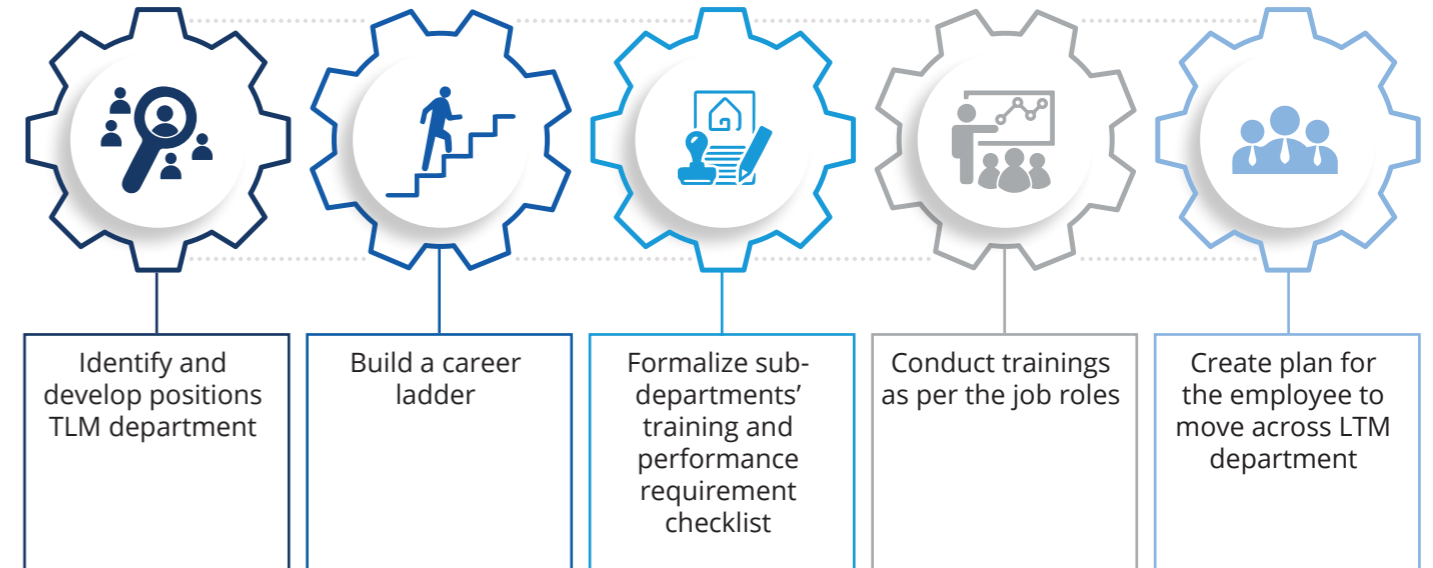 Identify and
develop positions
TLM department
Build a career
ladder
Formalize sub-
departments’
training and
performance
requirement
checklist
Conduct trainings
as per the job roles
Create plan for
the employee to
move across LTM
department